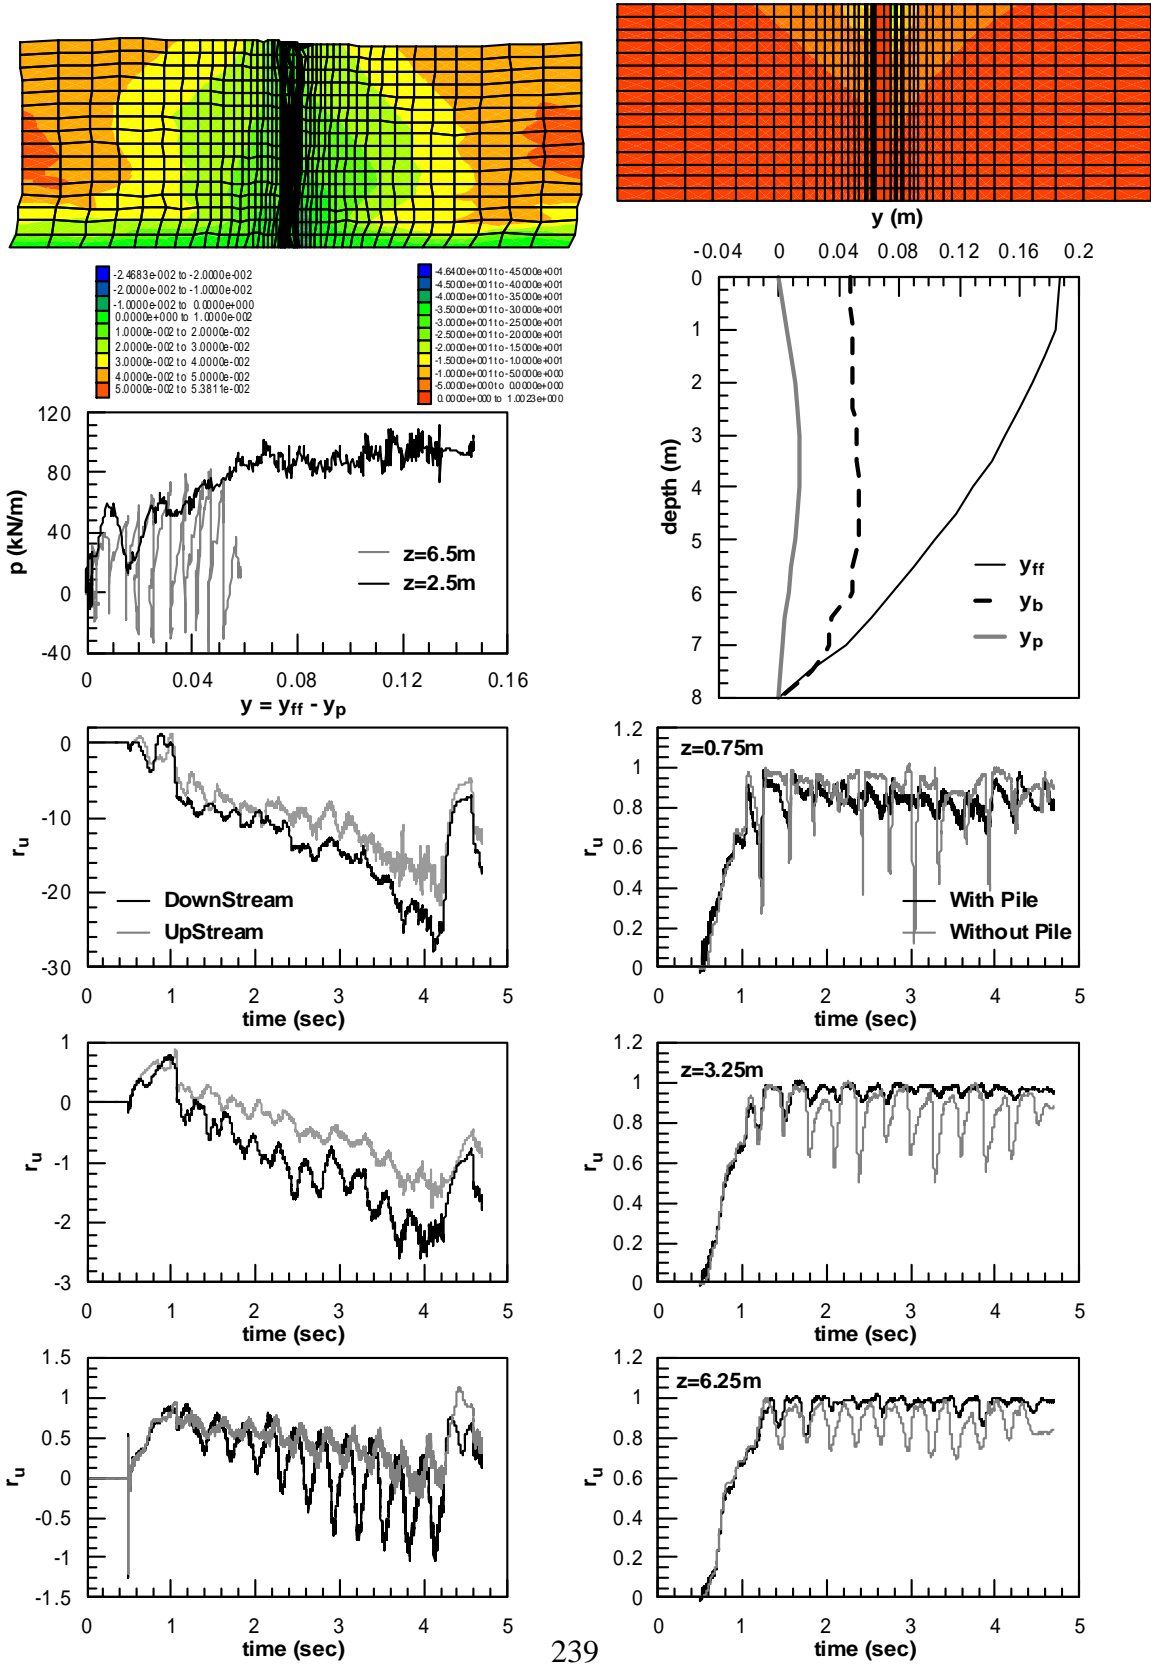 y (m)
-0.04 0 0.04 0.08 0.12 0.16 0.2
-2.4683e-002 to -2.0000e-002
-2.0000e-002 to -1.0000e-002
-1.0000e-002 to 0.0000e+000
0.0000e+000 to 1.0000e-002
1.0000e-002 to 2.0000e-002
2.0000e-002 to 3.0000e-002
3.0000e-002 to 4.0000e-002
4.0000e-002 to 5.0000e-002
5.0000e-002 to 5.3811e-002
-4.6400e+001 to -4.5000e+001
-4.5000e+001 to -4.0000e+001
-4.0000e+001 to -3.5000e+001
-3.5000e+001 to -3.0000e+001
-3.0000e+001 to -2.5000e+001
-2.5000e+001 to -2.0000e+001
-2.0000e+001 to -1.5000e+001
-1.5000e+001 to -1.0000e+001
-1.0000e+001 to -5.0000e+000
-5.0000e+000 to 0.0000e+000
0.0000e+000 to 1.0023e+000
0
1
2
3
4
5
6
7
8
depth (m)
yff
yb
yp
120
80
40
0
-40
p (kN/m)
z=6.5m
z=2.5m
0 0.04 0.08 0.12 0.16
y = yff - yp
0
-10
-20
-30
ru
DownStream
UpStream
0 1 2 3 4 5
time (sec)
1.2
1
0.8
0.6
0.4
0.2
0
ru
z=0.75m
With Pile
Without Pile
0 1 2 3 4 5
time (sec)
1
0
-1
-2
-3
ru
0 1 2 3 4 5
time (sec)
1.2
1
0.8
0.6
0.4
0.2
0
ru
z=3.25m
0 1 2 3 4 5
time (sec)
1.5
1
0.5
0
-0.5
-1
-1.5
ru
0 1 2 3 4 5
time (sec)
1.2
1
0.8
0.6
0.4
0.2
0
ru
z=6.25m
0 1 2 3 4 5
time (sec)
239